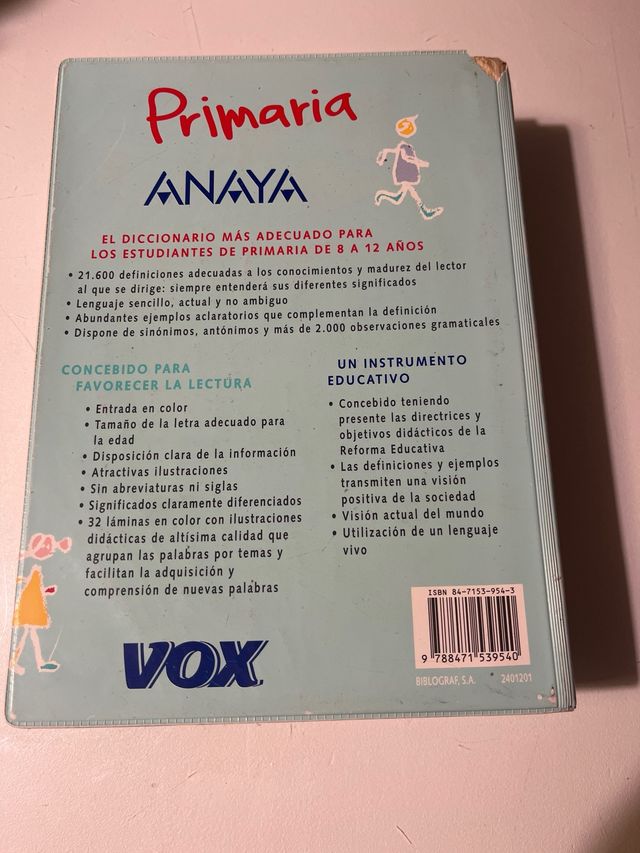 Primaria
ANAYA
EL DICCIONARIO MÁS ADECUADO PARA
LOS ESTUDIANTES DE PRIMARIA DE 8 A 12 AÑOS
• 21.600 definiciones adecuadas a los conocimientos y madurez del lector
al que se dirige: siempre entenderá sus diferentes significados
• Lenguaje sencillo, actual y no ambiguo
• Abundantes ejemplos aclaratorios que complementan la definición
• Dispone de sinónimos, antónimos y más de 2.000 observaciones gramaticales
CONCEBIDO PARA
FAVORECER LA LECTURA
• Entrada en color
• Tamaño de la letra adecuado para
la edad
• Disposición clara de la información
• Atractivas ilustraciones
• Sin abreviaturas ni siglas
• Significados claramente diferenciados
• 32 láminas en color con ilustraciones
didácticas de altísima calidad que
agrupan las palabras por temas y
facilitan la adquisición y
comprensión de nuevas palabras
UN INSTRUMENTO
EDUCATIVO
• Concebido teniendo
presente las directrices y
objetivos didácticos de la
Reforma Educativa
• Las definiciones y ejemplos
transmiten una visión
positiva de la sociedad
• Visión actual del mundo
• Utilización de un lenguaje
vivo
VOX
ISBN 84-7153-954-3
9 788471 539540
BIBLOGRAF, S.A. 2401201